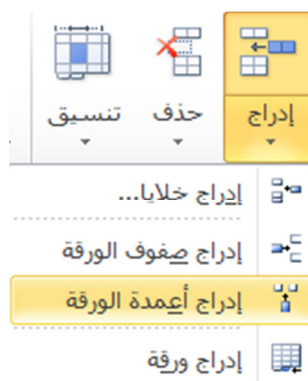 إدراج حذف تنسيق
إدراج خلايا...
إدراج صفوف الورقة
إدراج أعمدة الورقة
إدراج ورقة